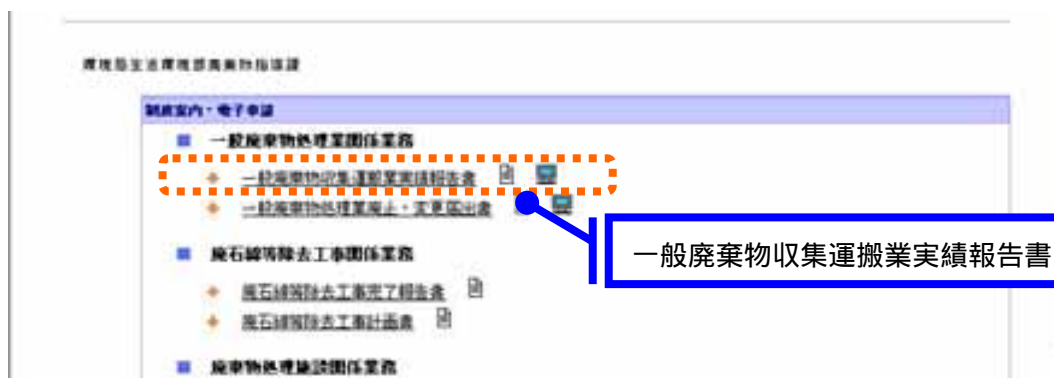 環境局生活環境部廃棄物指導課
制度案内・電子申請
一般廃棄物処理業関係業務
一般廃棄物収集運搬業実績報告書
一般廃棄物処理業廃止・変更届出書
一般廃棄物収集運搬業実績報告書
廃石綿等除去工事関係業務
廃石綿等除去工事完了報告書
廃石綿等除去工事計画書
廃棄物処理施設関係業務